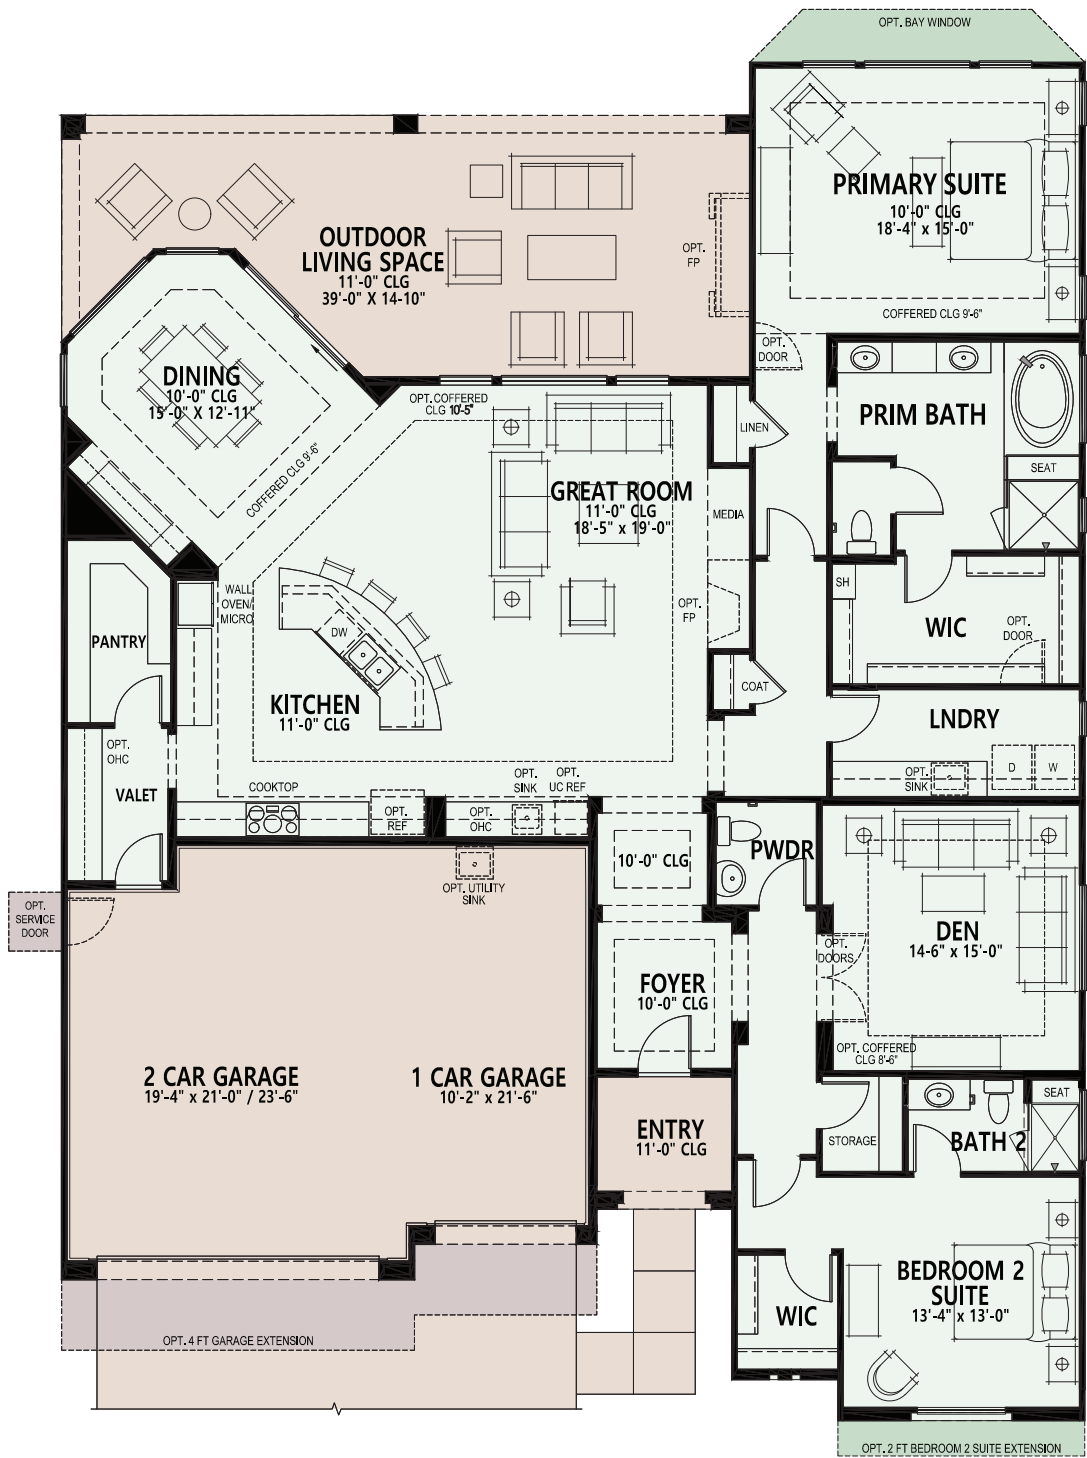 OPT. BAY WINDOW
PRIMARY SUITE
10'-0" CLG
18'-4" x 15'-0"
COFFERED CLG 9'-6"
OUTDOOR
LIVING SPACE
11'-0" CLG
39'-0" X 14-10"
OPT.
FP
OPT.
DOOR
DINING
10'-0" CLG
15'-0" X 12'-11"
COFFERED CLG 9'-6"
OPT. COFFERED
CLG 10'-5"
LINEN
PRIM BATH
SEAT
GREAT ROOM
11'-0" CLG
18'-5" x 19'-0"
MEDIA
WALL
OVEN/
MICRO
DW
OPT.
FP
SH
WIC
OPT.
DOOR
PANTRY
KITCHEN
11'-0" CLG
COAT
LNDRY
OPT.
SINK
D
W
OPT.
OHC
VALET
COOKTOP
OPT.
REF
OPT.
OHC
OPT.
SINK
OPT.
UC REF
10'-0" CLG
PWDR
OPT. UTILITY
SINK
OPT.
SERVICE
DOOR
DEN
14-6" x 15'-0"
OPT.
DOORS
FOYER
10'-0" CLG
OPT. COFFERED
CLG 8'-6"
2 CAR GARAGE
19'-4" x 21'-0" / 23'-6"
1 CAR GARAGE
10'-2" x 21'-6"
ENTRY
11'-0" CLG
STORAGE
BATH 2
SEAT
BEDROOM 2
SUITE
13'-4" x 13'-0"
WIC
OPT. 4 FT GARAGE EXTENSION
OPT. 2 FT BEDROOM 2 SUITE EXTENSION